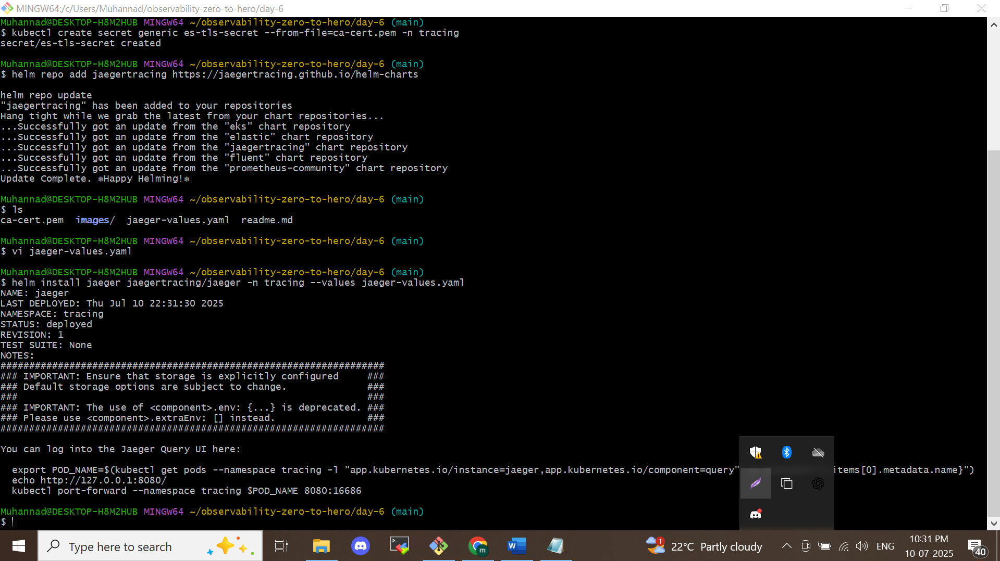 MINGW64:/c/Users/Muhannad/observability-zero-to-hero/day-6
Muhannad@DESKTOP-H8M2HUB MINGW64 ~/observability-zero-to-hero/day-6 (main)
$ kubectl create secret generic es-tls-secret --from-file=ca-cert.pem -n tracing
secret/es-tls-secret created
Muhannad@DESKTOP-H8M2HUB MINGW64 ~/observability-zero-to-hero/day-6 (main)
$ helm repo add jaegertracing https://jaegertracing.github.io/helm-charts
helm repo update
"jaegertracing" has been added to your repositories
Hang tight while we grab the latest from your chart repositories...
...Successfully got an update from the "eks" chart repository
...Successfully got an update from the "elastic" chart repository
...Successfully got an update from the "jaegertracing" chart repository
...Successfully got an update from the "fluent" chart repository
...Successfully got an update from the "prometheus-community" chart repository
Update Complete. ⎈Happy Helming!⎈
Muhannad@DESKTOP-H8M2HUB MINGW64 ~/observability-zero-to-hero/day-6 (main)
$ ls
ca-cert.pem  images/  jaeger-values.yaml  readme.md
Muhannad@DESKTOP-H8M2HUB MINGW64 ~/observability-zero-to-hero/day-6 (main)
$ vi jaeger-values.yaml
Muhannad@DESKTOP-H8M2HUB MINGW64 ~/observability-zero-to-hero/day-6 (main)
$ helm install jaeger jaegertracing/jaeger -n tracing --values jaeger-values.yaml
NAME: jaeger
LAST DEPLOYED: Thu Jul 10 22:31:30 2025
NAMESPACE: tracing
STATUS: deployed
REVISION: 1
TEST SUITE: None
NOTES:
###################################################################
### IMPORTANT: Ensure that storage is explicitly configured     ###
### Default storage options are subject to change.              ###
###                                                             ###
### IMPORTANT: The use of <component>.env: {...} is deprecated. ###
### Please use <component>.extraEnv: [] instead.                ###
###################################################################
You can log into the Jaeger Query UI here:
export POD_NAME=$(kubectl get pods --namespace tracing -l "app.kubernetes.io/instance=jaeger,app.kubernetes.io/component=query" items[0].metadata.name}")
echo http://127.0.0.1:8080/
kubectl port-forward --namespace tracing $POD_NAME 8080:16686
Muhannad@DESKTOP-H8M2HUB MINGW64 ~/observability-zero-to-hero/day-6 (main)
$
Type here to search
m
W
1
22°C Partly cloudy
ENG
10:31 PM
10-07-2025
40